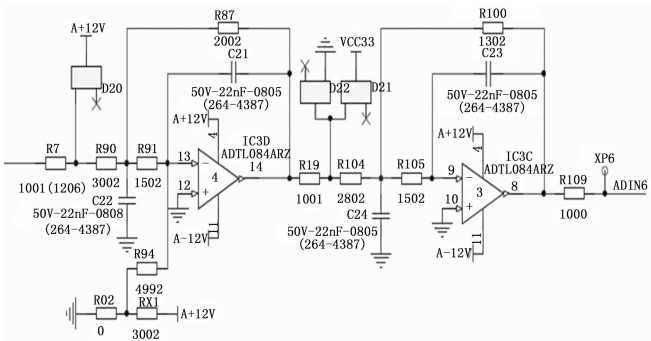 R87
2002
R100
1302
A+12V
VCC33
C21
C23
D20
D22
D21
50V-22nF-0805
(264-4387)
50V-22nF-0805
(264-4387)
A+12V
4
IC3D
ADTL084ARZ
14
A+12V
4
IC3C
ADTL084ARZ
R7
R90
R91
13
R19
R104
R105
9
8
R109
XP6
ADIN6
1001(1206)
3002
1502
12
4
1001
2802
1502
10
3
1000
C22
50V-22nF-0808
(264-4387)
A-12V
11
C24
50V-22nF-0805
(264-4387)
A-12V
11
R94
4992
R02
RX1
A+12V
0
3002